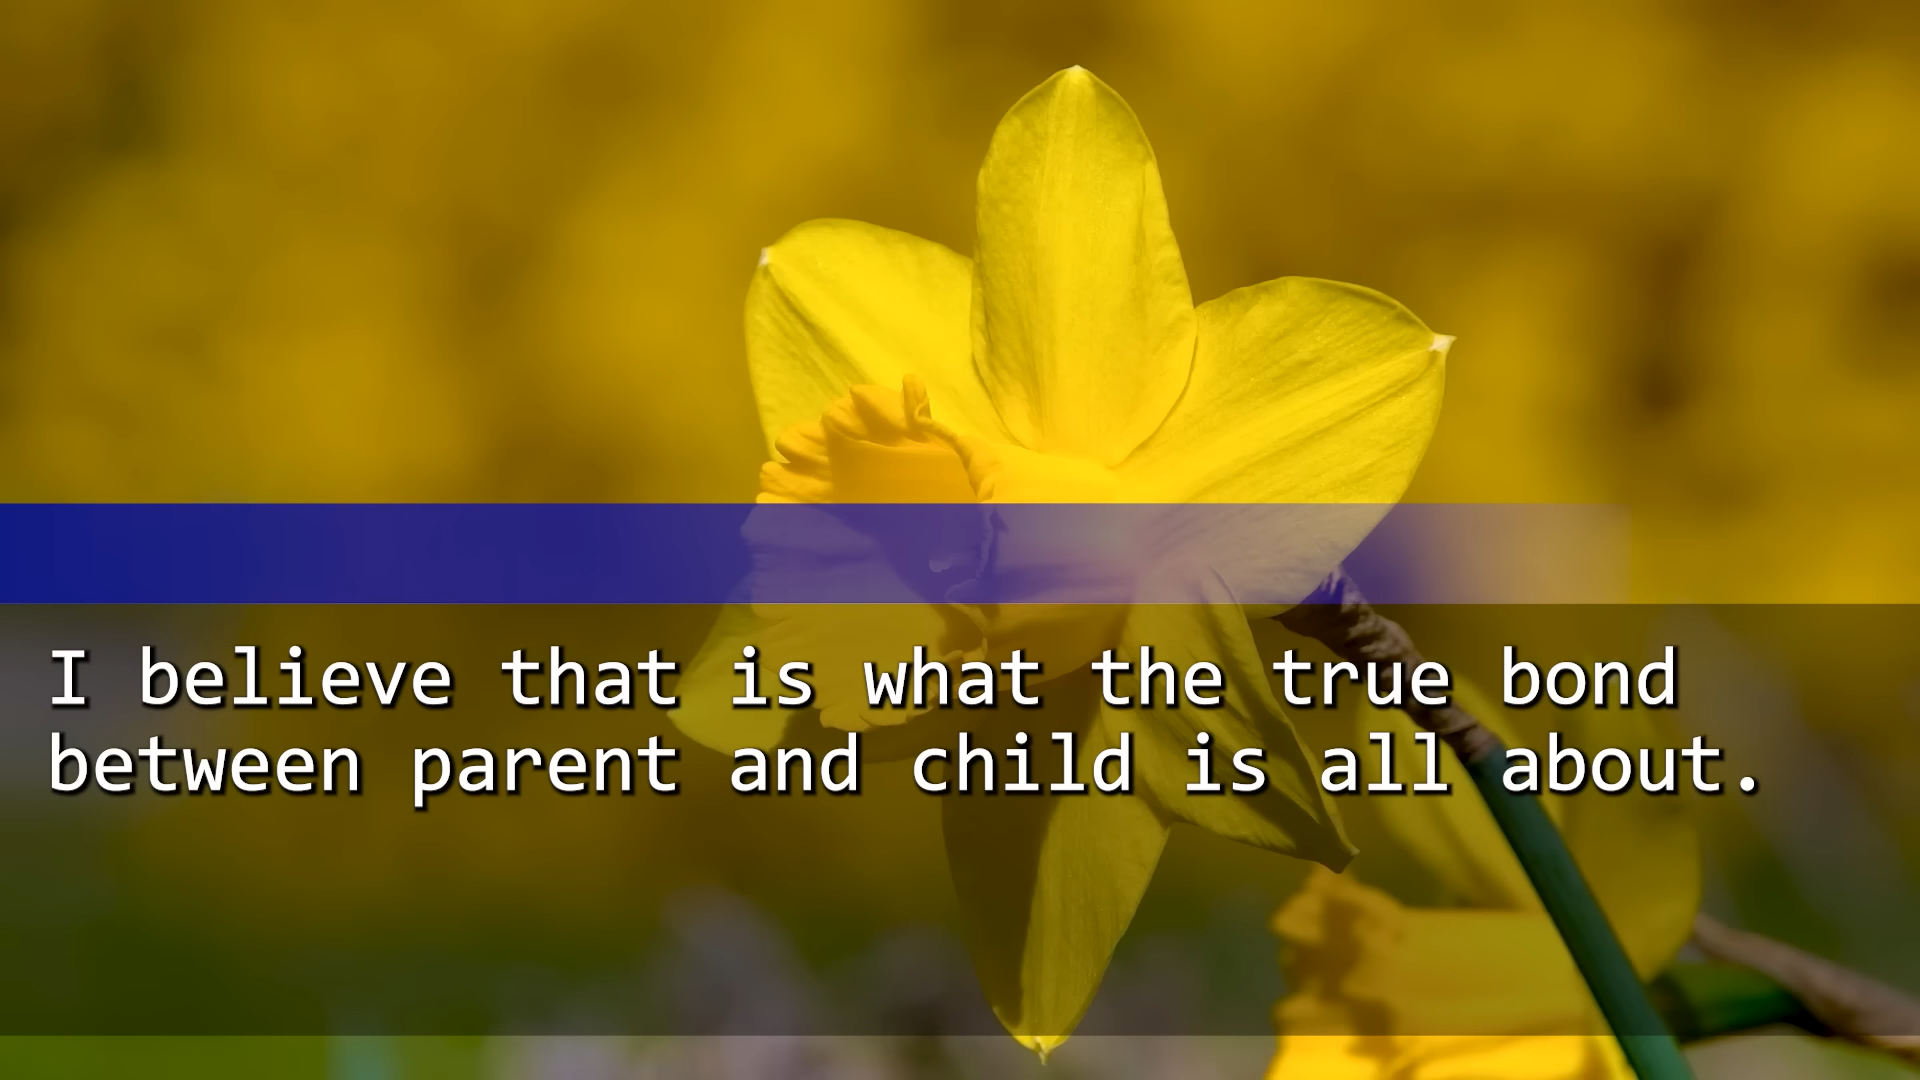 I believe that is what the true bond
between parent and child is all about.